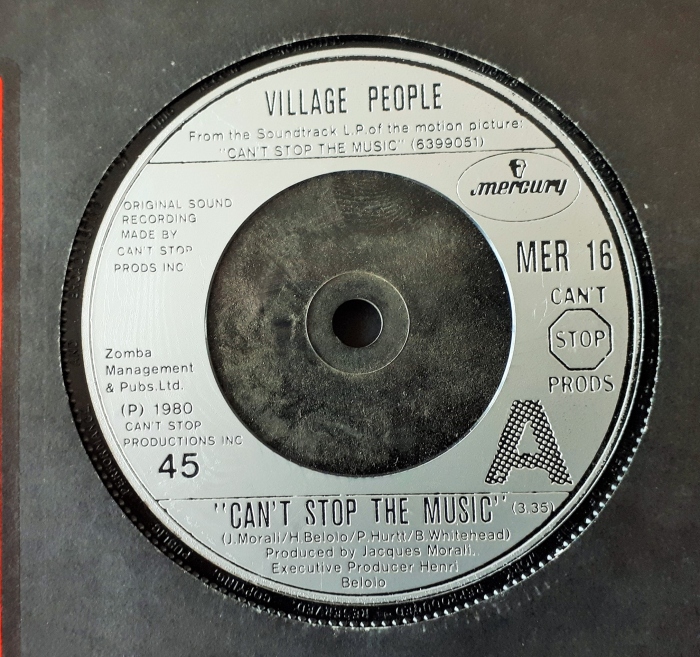 VILLAGE PEOPLE
From the Soundtrack L.P.of the motion picture:
"CAN'T STOP THE MUSIC" (6399051)
mercury
ORIGINAL SOUND
RECORDING
MADE BY
CAN'T STOP
PRODS INC
MER 16
CAN'T
STOP
PRODS
Zomba
Management
& Pubs.Ltd.
(P) 1980
CAN'T STOP
PRODUCTIONS INC
45
A
"CAN'T STOP THE MUSIC" (3.35)
(J.Morali/H.Belolo/P.Hurtt/B.Whitehead)
Produced by Jacques Morali.
Executive Producer Henri
Belolo